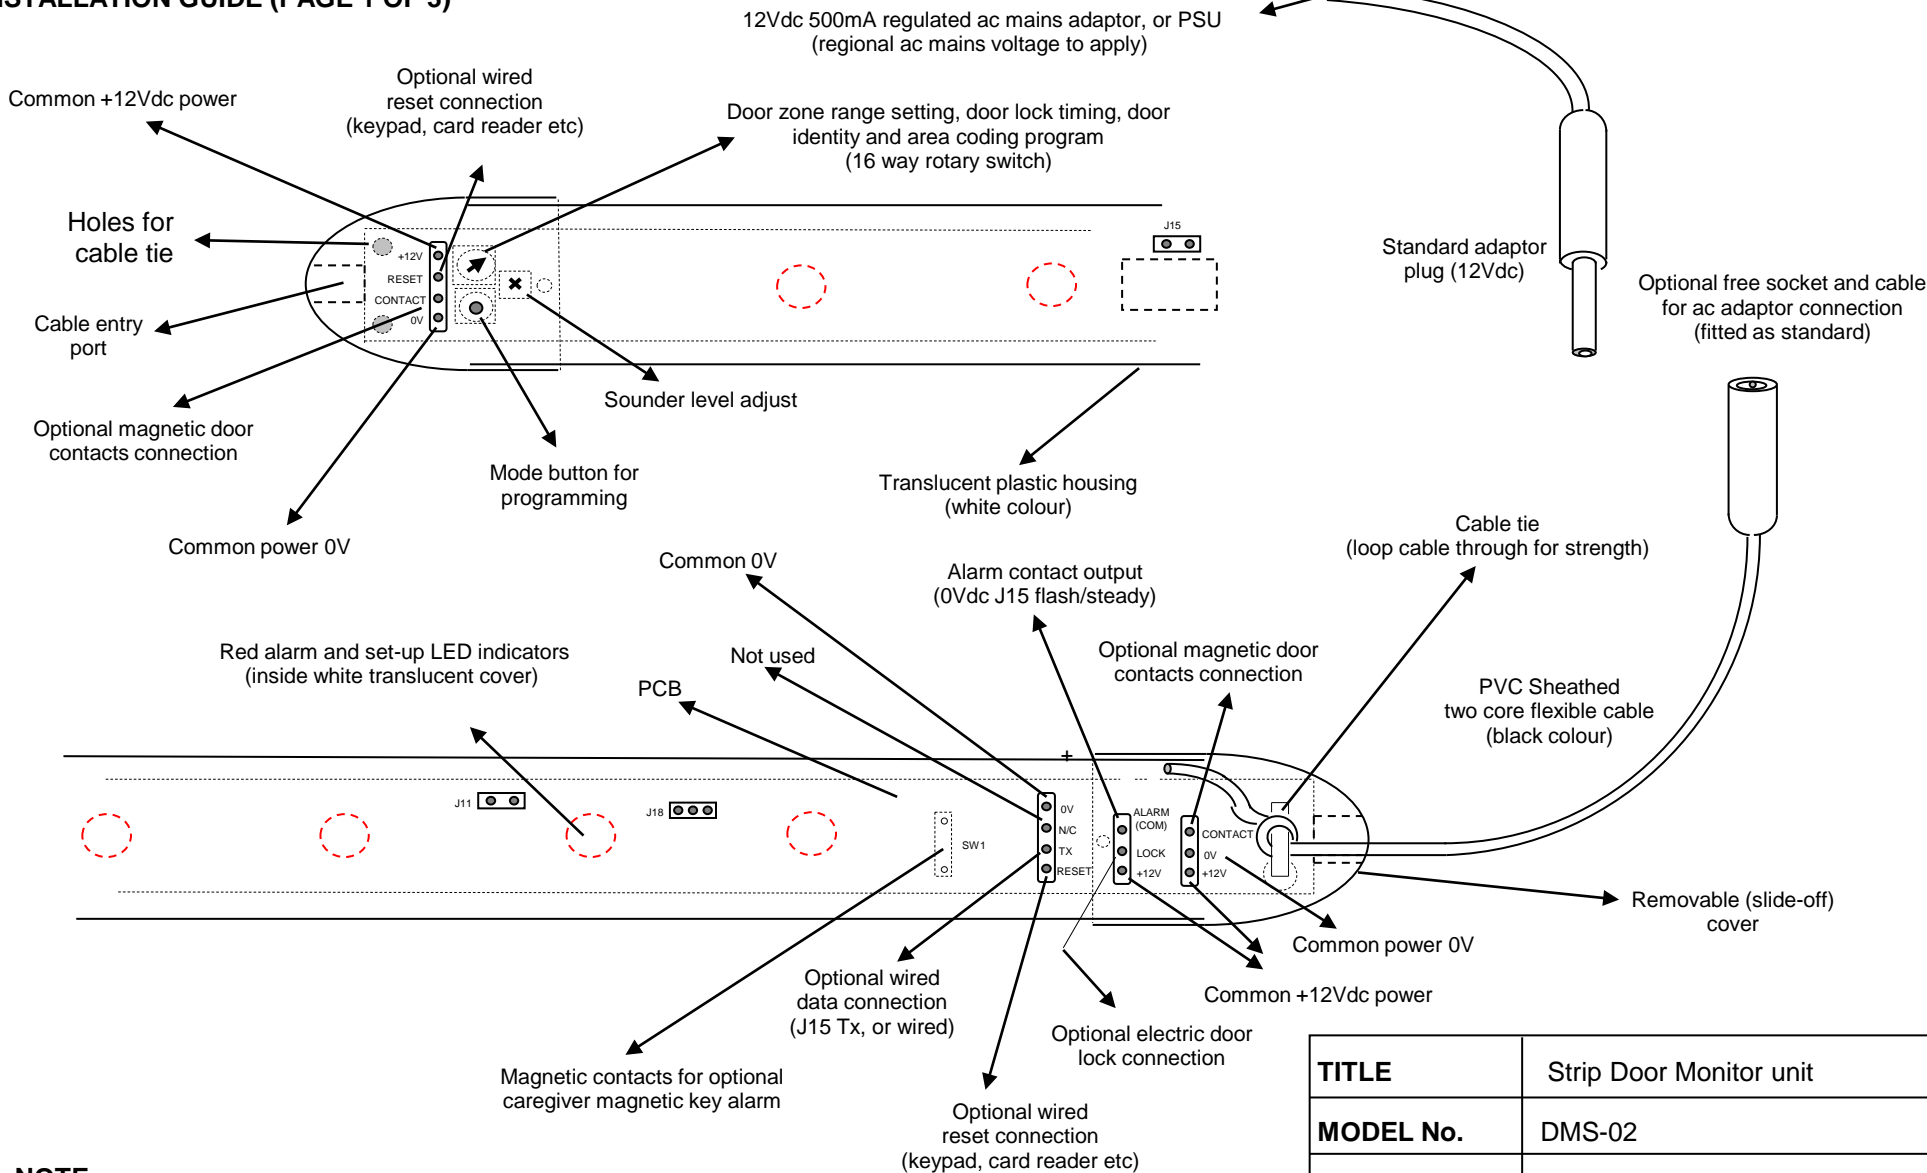 INSTALLATION GUIDE (PAGE 1 OF 3)
12Vdc 500mA regulated ac mains adaptor, or PSU
(regional ac mains voltage to apply)
Optional wired
reset connection
(keypad, card reader etc)
Common +12Vdc power
Door zone range setting, door lock timing, door
identity and area coding program
(16 way rotary switch)
Holes for
cable tie
+12V
RESET
CONTACT
0V
J15
Standard adaptor
plug (12Vdc)
Optional free socket and cable
for ac adaptor connection
(fitted as standard)
Cable entry
port
Sounder level adjust
Optional magnetic door
contacts connection
Mode button for
programming
Translucent plastic housing
(white colour)
Common power 0V
Cable tie
(loop cable through for strength)
Common 0V
Alarm contact output
(0Vdc J15 flash/steady)
Red alarm and set-up LED indicators
(inside white translucent cover)
Not used
Optional magnetic door
contacts connection
PCB
PVC Sheathed
two core flexible cable
(black colour)
J11
J18
SW1
0V
N/C
TX
RESET
ALARM
(COM)
LOCK
+12V
CONTACT
0V
+12V
Removable (slide-off)
cover
Common power 0V
Optional wired
data connection
(J15 Tx, or wired)
Common +12Vdc power
Optional electric door
lock connection
Magnetic contacts for optional
caregiver magnetic key alarm
Optional wired
reset connection
(keypad, card reader etc)
TITLE Strip Door Monitor unit
MODEL No. DMS-02
NOTE